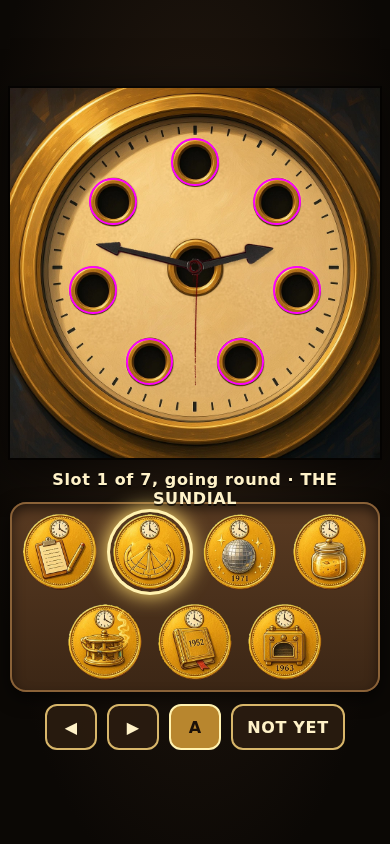 Slot 1 of 7, going round · THE
SUNDIAL
1971
1952
1963
◀ ▶ A NOT YET